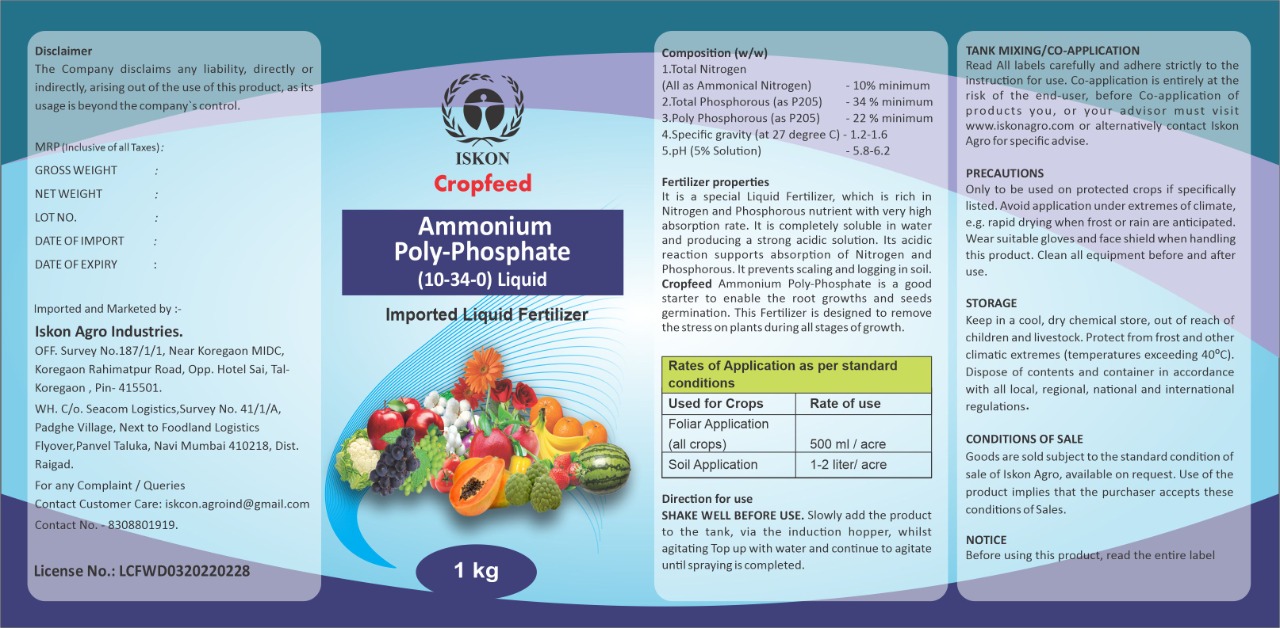 Disclaimer
The Company disclaims any liability, directly or
indirectly, arising out of the use of this product, as its
usage is beyond the company`s control.
MRP (Inclusive of all Taxes) :
GROSS WEIGHT :
NET WEIGHT :
LOT NO. :
DATE OF IMPORT :
DATE OF EXPIRY :
Imported and Marketed by :-
Iskon Agro Industries.
OFF. Survey No.187/1/1, Near Koregaon MIDC,
Koregaon Rahimatpur Road, Opp. Hotel Sai, Tal-
Koregaon , Pin- 415501.
WH. C/o. Seacom Logistics,Survey No. 41/1/A,
Padghe Village, Next to Foodland Logistics
Flyover,Panvel Taluka, Navi Mumbai 410218, Dist.
Raigad.
For any Complaint / Queries
Contact Customer Care: iskcon.agroind@gmail.com
Contact No. - 8308801919.
License No.: LCFWD0320220228
ISKON
Cropfeed
Ammonium
Poly-Phosphate
(10-34-0) Liquid
Imported Liquid Fertilizer
1 kg
Composition (w/w)
1.Total Nitrogen
(All as Ammonical Nitrogen) - 10% minimum
2.Total Phosphorous (as P205) - 34 % minimum
3.Poly Phosphorous (as P205) - 22 % minimum
4.Specific gravity (at 27 degree C) - 1.2-1.6
5.pH (5% Solution) - 5.8-6.2
Fertilizer properties
It is a special Liquid Fertilizer, which is rich in
Nitrogen and Phosphorous nutrient with very high
absorption rate. It is completely soluble in water
and producing a strong acidic solution. Its acidic
reaction supports absorption of Nitrogen and
Phosphorous. It prevents scaling and logging in soil.
Cropfeed Ammonium Poly-Phosphate is a good
starter to enable the root growths and seeds
germination. This Fertilizer is designed to remove
the stress on plants during all stages of growth.
Rates of Application as per standard
conditions
Used for Crops Rate of use
Foliar Application
(all crops) 500 ml / acre
Soil Application 1-2 liter/ acre
Direction for use
SHAKE WELL BEFORE USE. Slowly add the product
to the tank, via the induction hopper, whilst
agitating Top up with water and continue to agitate
until spraying is completed.
TANK MIXING/CO-APPLICATION
Read All labels carefully and adhere strictly to the
instruction for use. Co-application is entirely at the
risk of the end-user, before Co-application of
products you, or your advisor must visit
www.iskonagro.com or alternatively contact Iskon
Agro for specific advise.
PRECAUTIONS
Only to be used on protected crops if specifically
listed. Avoid application under extremes of climate,
e.g. rapid drying when frost or rain are anticipated.
Wear suitable gloves and face shield when handling
this product. Clean all equipment before and after
use.
STORAGE
Keep in a cool, dry chemical store, out of reach of
children and livestock. Protect from frost and other
climatic extremes (temperatures exceeding 40⁰C).
Dispose of contents and container in accordance
with all local, regional, national and international
regulations.
CONDITIONS OF SALE
Goods are sold subject to the standard condition of
sale of Iskon Agro, available on request. Use of the
product implies that the purchaser accepts these
conditions of Sales.
NOTICE
Before using this product, read the entire label